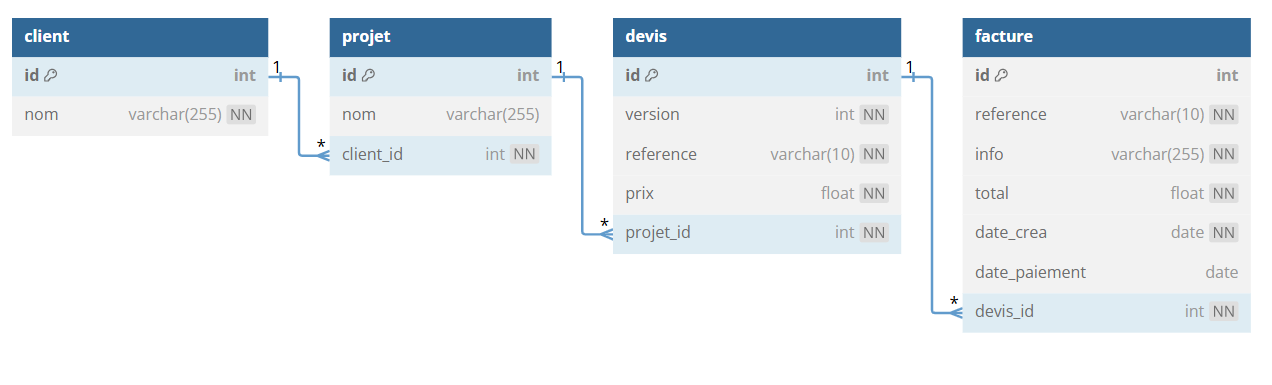 client
id int
nom varchar(255) NN
1
*
projet
id int
nom varchar(255)
client_id int NN
1
*
devis
id int
version int NN
reference varchar(10) NN
prix float NN
projet_id int NN
1
*
facture
id int
reference varchar(10) NN
info varchar(255) NN
total float NN
date_crea date NN
date_paiement date
devis_id int NN